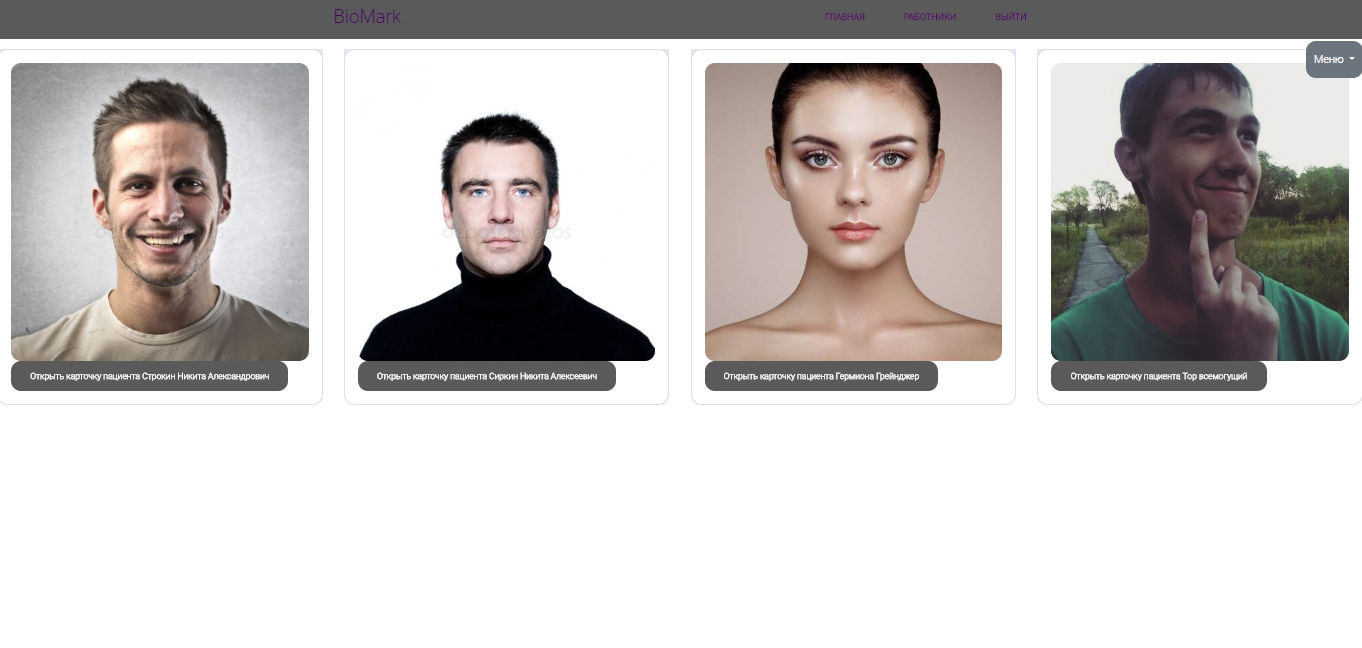 BioMark
ГЛАВНАЯ
РАБОТНИКИ
ВЫЙТИ
Меню
Открыть карточку пациента Строкин Никита Александрович
Открыть карточку пациента Сиркин Никита Алексеевич
Открыть карточку пациента Гермиона Грейнджер
Открыть карточку пациента Тор всемогущий